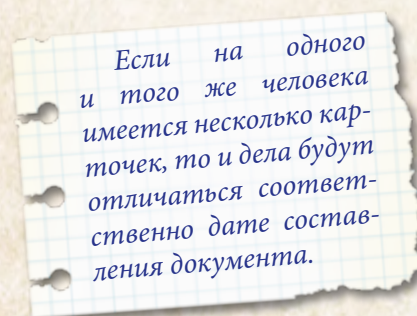 Если на одного
и того же человека
имеется несколько кар-
точек, то и дела будут
отличаться соответ-
ственно дате состав-
ления документа.